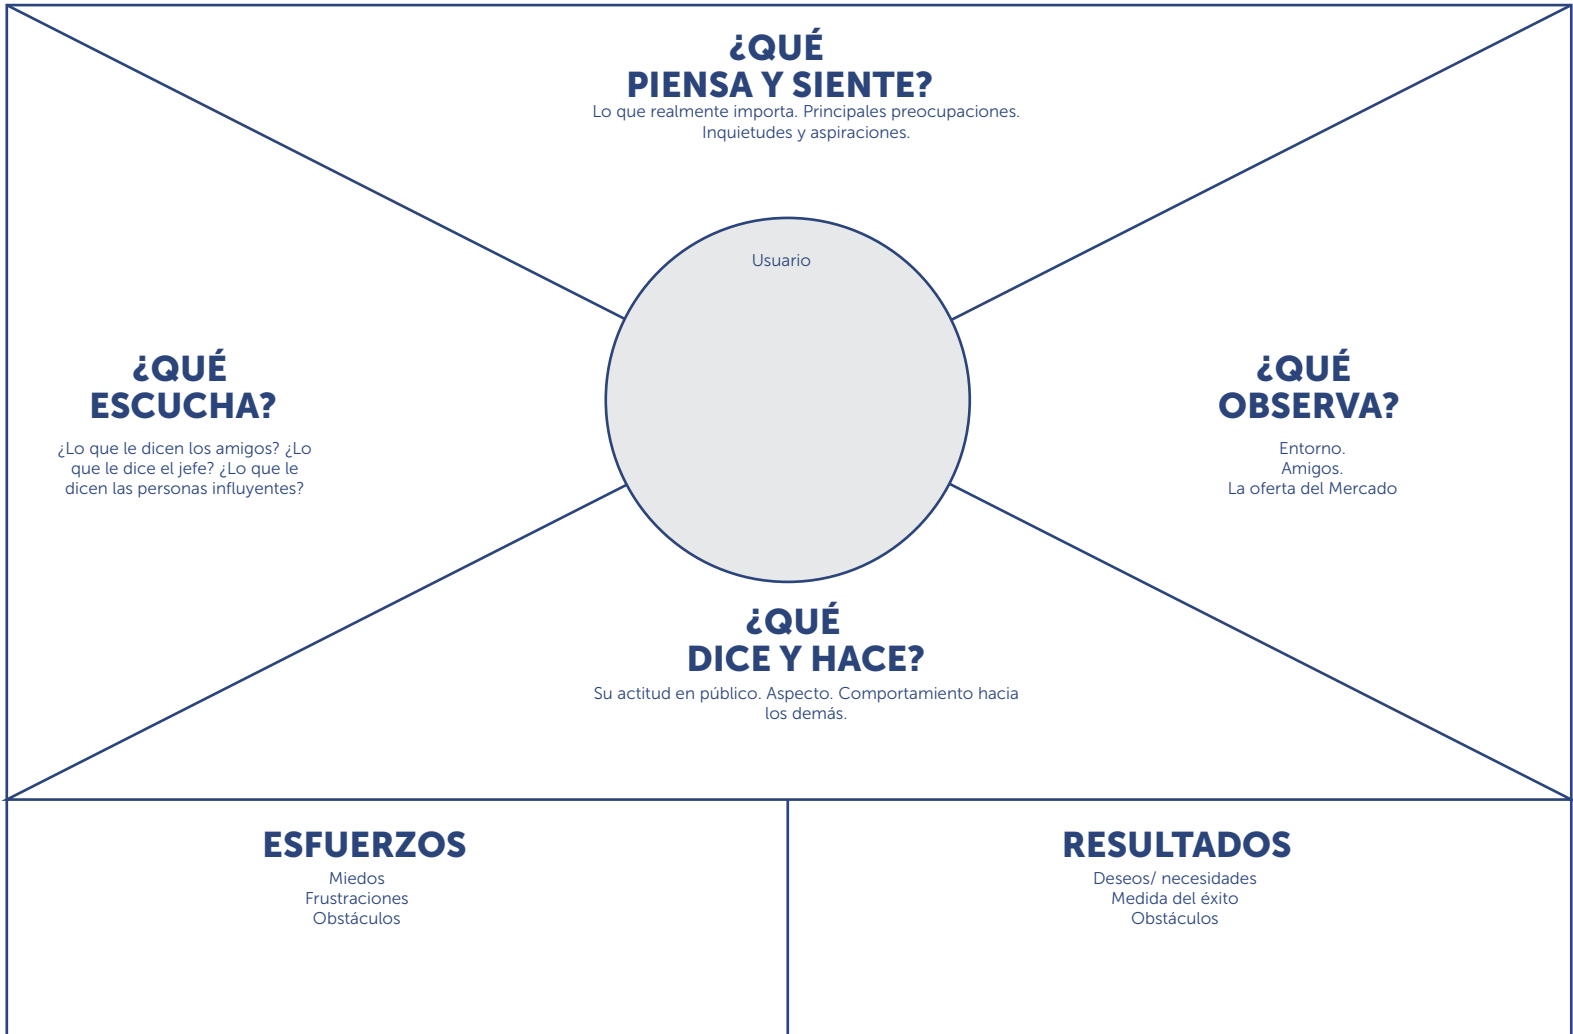 ¿QUÉ
PIENSA Y SIENTE?
Lo que realmente importa. Principales preocupaciones.
Inquietudes y aspiraciones.
Usuario
¿QUÉ
ESCUCHA?
¿Lo que le dicen los amigos? ¿Lo
que le dice el jefe? ¿Lo que le
dicen las personas influyentes?
¿QUÉ
OBSERVA?
Entorno.
Amigos.
La oferta del Mercado
¿QUÉ
DICE Y HACE?
Su actitud en público. Aspecto. Comportamiento hacia
los demás.
ESFUERZOS
Miedos
Frustraciones
Obstáculos
RESULTADOS
Deseos/ necesidades
Medida del éxito
Obstáculos